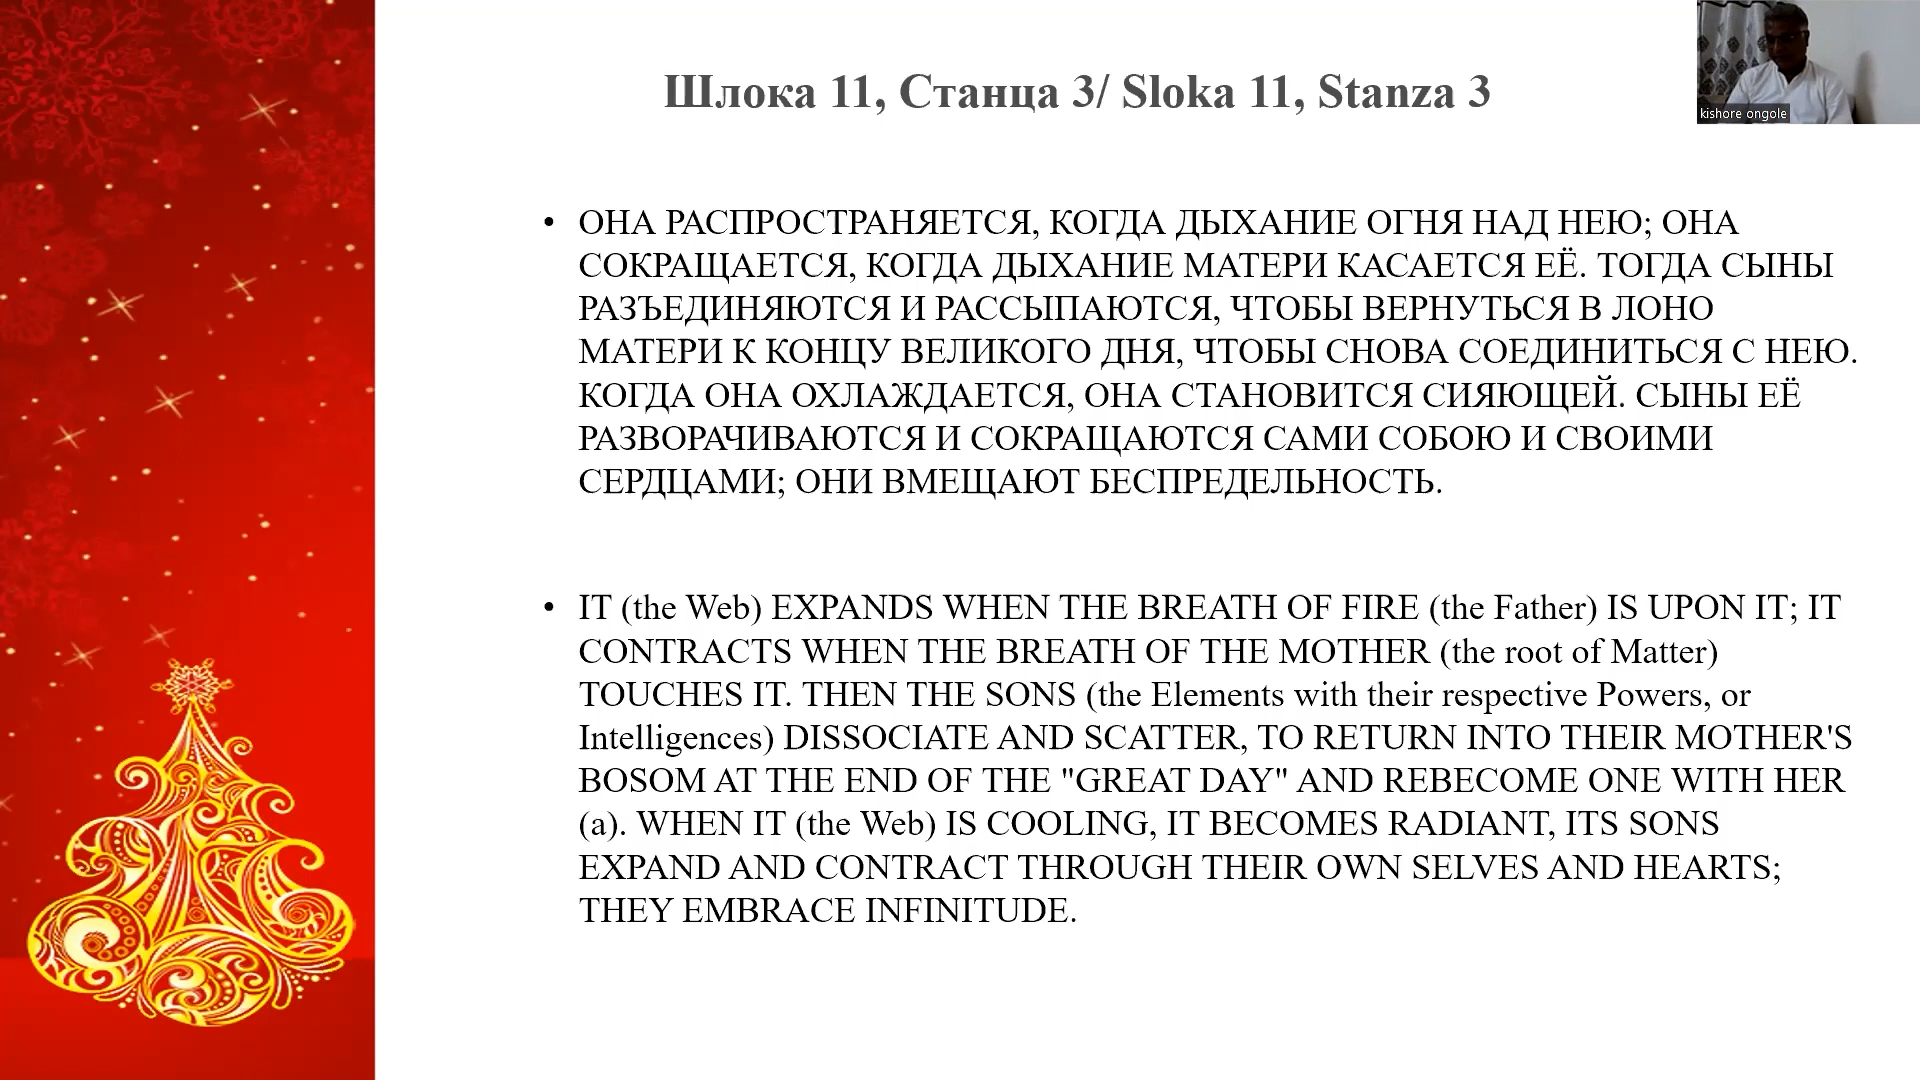 Шлока 11, Станца 3/ Sloka 11, Stanza 3
kishore ongole
• ОНА РАСПРОСТРАНЯЕТСЯ, КОГДА ДЫХАНИЕ ОГНЯ НАД НЕЮ; ОНА
СОКРАЩАЕТСЯ, КОГДА ДЫХАНИЕ МАТЕРИ КАСАЕТСЯ ЕЁ. ТОГДА СЫНЫ
РАЗЪЕДИНЯЮТСЯ И РАССЫПАЮТСЯ, ЧТОБЫ ВЕРНУТЬСЯ В ЛОНО
МАТЕРИ К КОНЦУ ВЕЛИКОГО ДНЯ, ЧТОБЫ СНОВА СОЕДИНИТЬСЯ С НЕЮ.
КОГДА ОНА ОХЛАЖДАЕТСЯ, ОНА СТАНОВИТСЯ СИЯЮЩЕЙ. СЫНЫ ЕЁ
РАЗВОРАЧИВАЮТСЯ И СОКРАЩАЮТСЯ САМИ СОБОЮ И СВОИМИ
СЕРДЦАМИ; ОНИ ВМЕЩАЮТ БЕСПРЕДЕЛЬНОСТЬ.
• IT (the Web) EXPANDS WHEN THE BREATH OF FIRE (the Father) IS UPON IT; IT
CONTRACTS WHEN THE BREATH OF THE MOTHER (the root of Matter)
TOUCHES IT. THEN THE SONS (the Elements with their respective Powers, or
Intelligences) DISSOCIATE AND SCATTER, TO RETURN INTO THEIR MOTHER'S
BOSOM AT THE END OF THE "GREAT DAY" AND REBECOME ONE WITH HER
(a). WHEN IT (the Web) IS COOLING, IT BECOMES RADIANT, ITS SONS
EXPAND AND CONTRACT THROUGH THEIR OWN SELVES AND HEARTS;
THEY EMBRACE INFINITUDE.